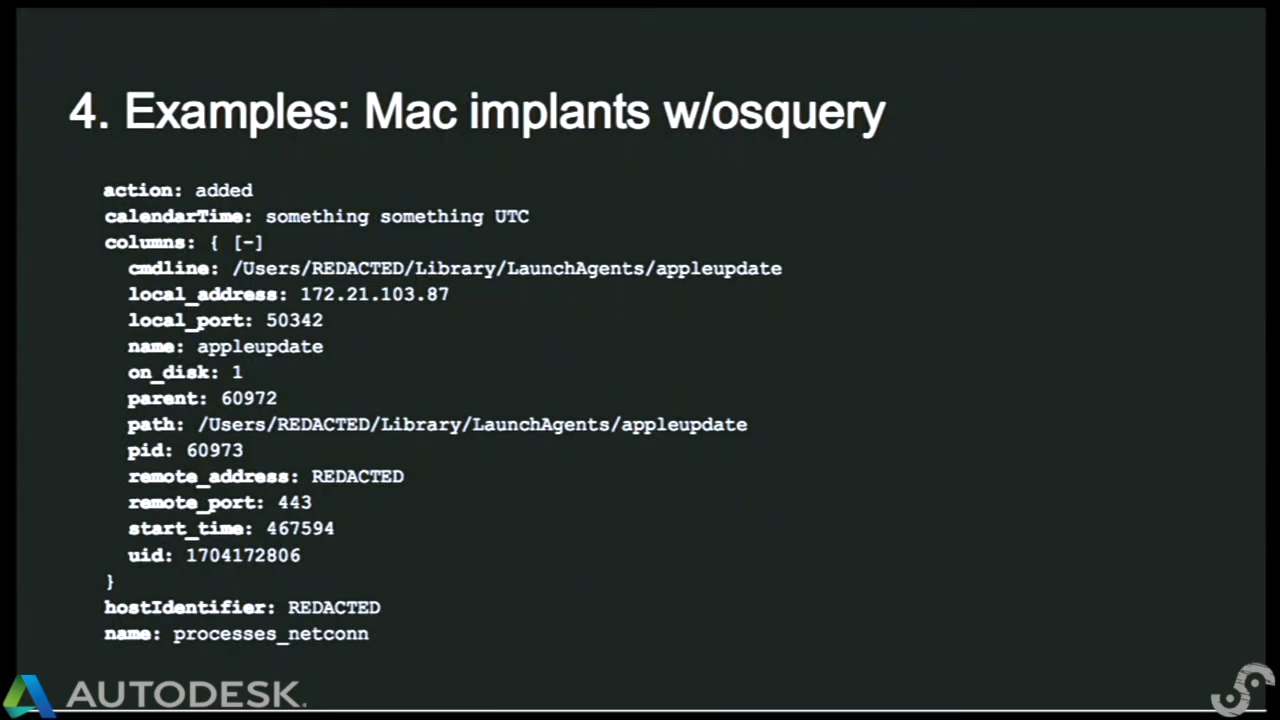 4. Examples: Mac implants w/osquery
action: added
calendarTime: something something UTC
columns: { [-]
cmdline: /Users/REDACTED/Library/LaunchAgents/appleupdate
local_address: 172.21.103.87
local_port: 50342
name: appleupdate
on_disk: 1
parent: 60972
path: /Users/REDACTED/Library/LaunchAgents/appleupdate
pid: 60973
remote_address: REDACTED
remote_port: 443
start_time: 467594
uid: 1704172806
}
hostIdentifier: REDACTED
name: processes_netconn
AUTODESK.